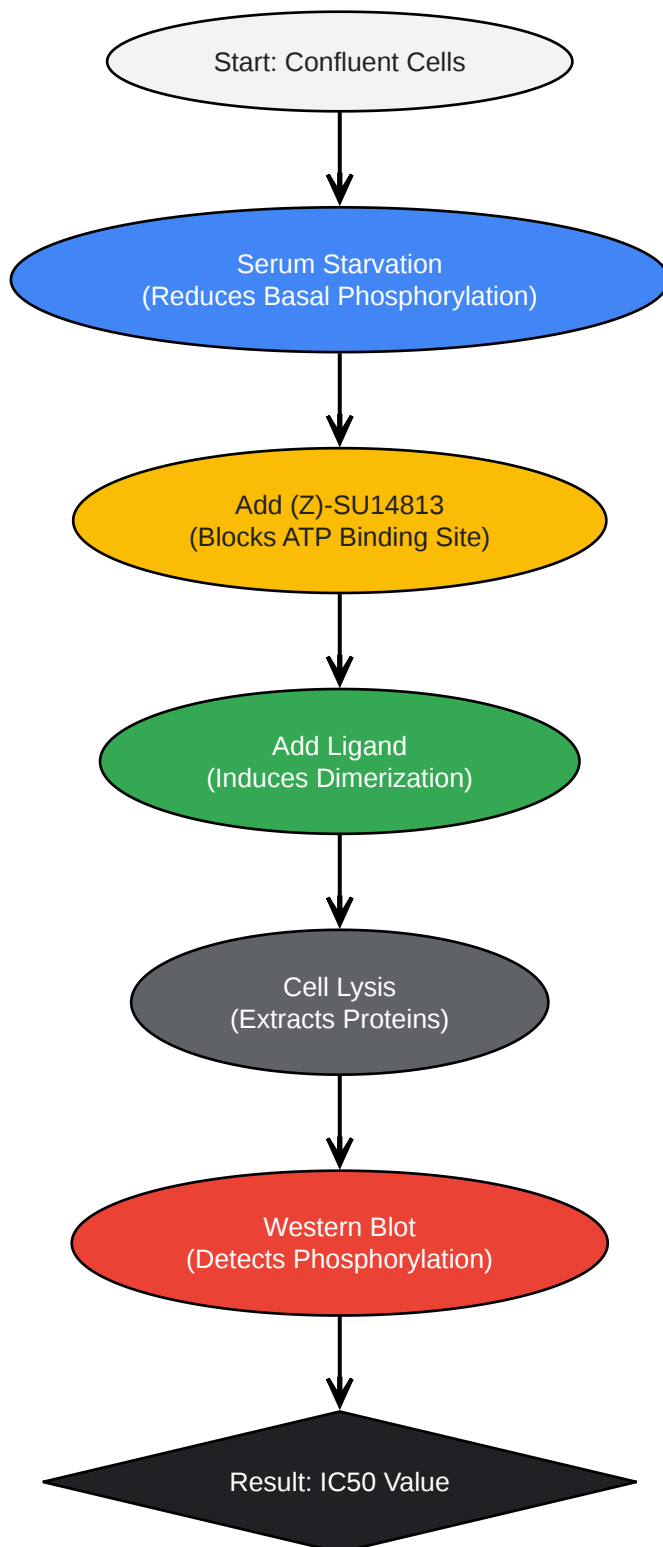 Start: Confluent Cells
Serum Starvation
(Reduces Basal Phosphorylation)
Add (Z)-SU14813
(Blocks ATP Binding Site)
Add Ligand
(Induces Dimerization)
Cell Lysis
(Extracts Proteins)
Western Blot
(Detects Phosphorylation)
Result: IC50 Value